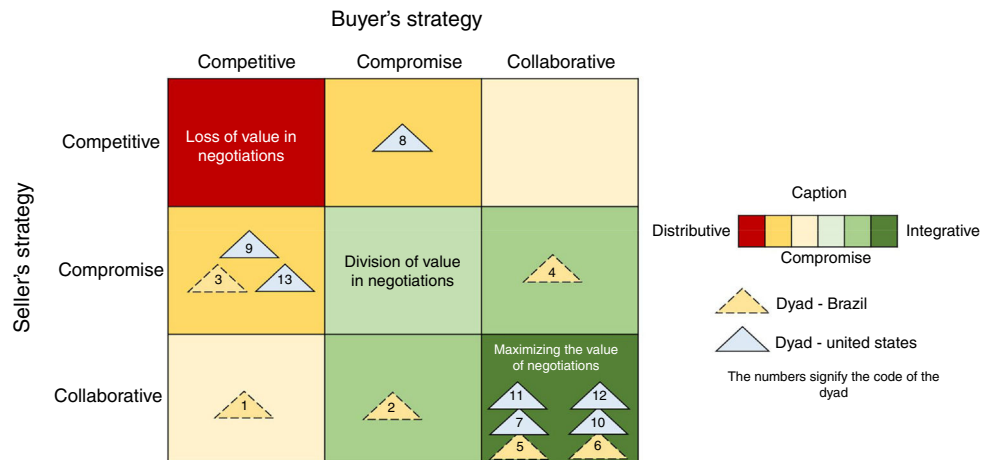 Buyer's strategy
Competitive
Compromise
Collaborative
Seller's strategy
Competitive
Loss of value in
negotiations
8
Compromise
9
3
13
Division of value
in negotiations
4
Collaborative
1
2
Maximizing the value
of negotiations
11
12
7
10
5
6
Caption
Distributive
Integrative
Compromise
Dyad - Brazil
Dyad - united states
The numbers signify the code of the
dyad